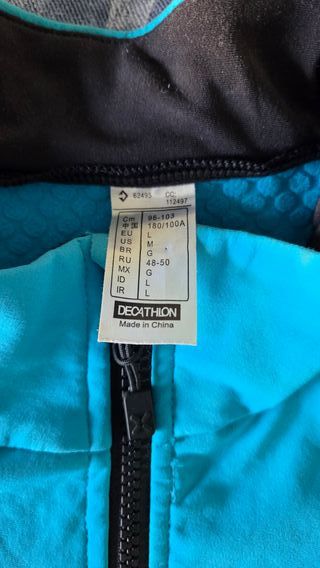 62495 CC:
112497
Cm 98-103
中国 180/100A
EU L
US M
BR G
RU 48-50
MX G
ID L
IR L
DECATHLON
Made in China